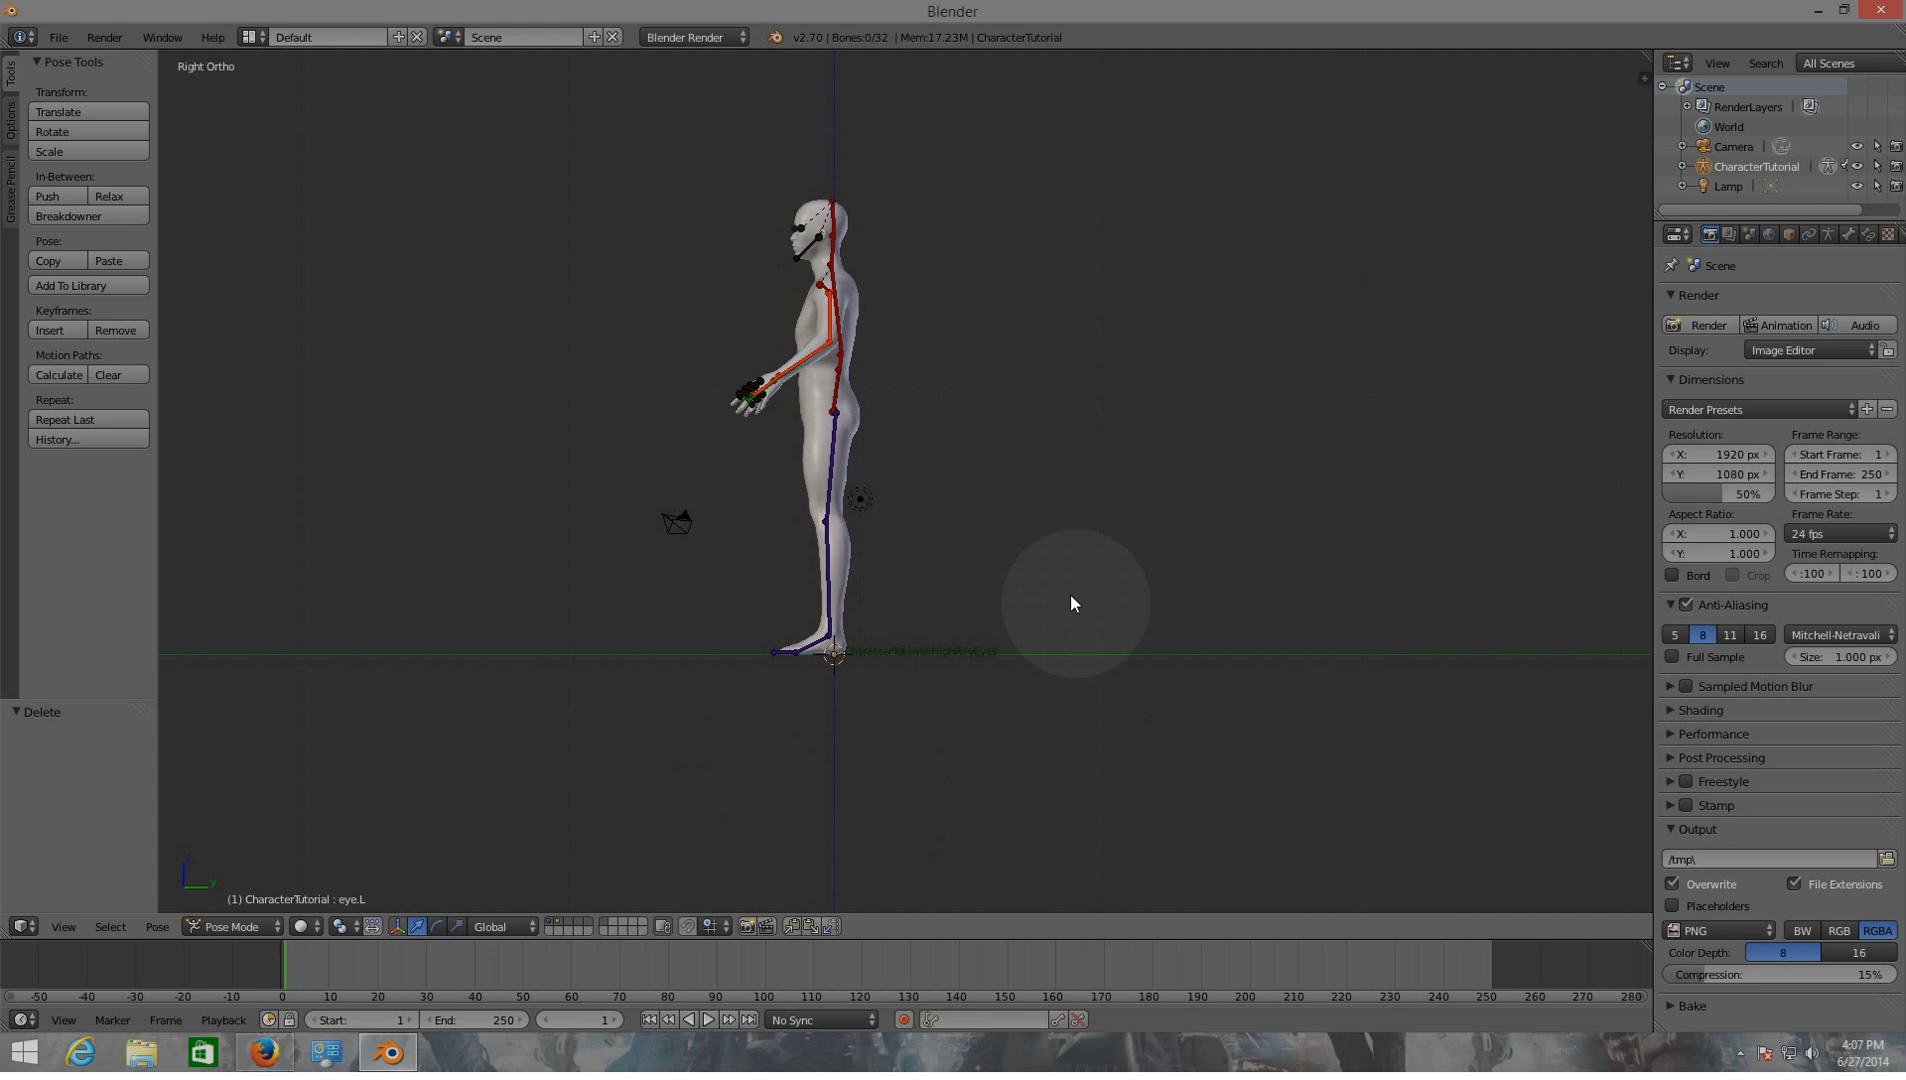 Blender
File Render Window Help Default Scene Blender Render v2.70 | Bones:0/32 | Mem:17.23M | CharacterTutorial
Tools
Options
Grease Pencil
Pose Tools
Transform:
Translate
Rotate
Scale
In-Between:
Push Relax
Breakdowner
Pose:
Copy Paste
Add To Library
Keyframes:
Insert Remove
Motion Paths:
Calculate Clear
Repeat:
Repeat Last
History...
Delete
Right Ortho
CharacterTutorial:HighPolyEyes
z
y
(1) CharacterTutorial : eye.L
View Select Pose Pose Mode Global
-50 -40 -30 -20 -10 0 10 20 30 40 50 60 70 80 90 100 110 120 130 140 150 160 170 180 190 200 210 220 230 240 250 260 270 280
View Marker Frame Playback Start: 1 End: 250 1 No Sync
View Search All Scenes
Scene
RenderLayers |
World
Camera |
CharacterTutorial |
Lamp |
Scene
Render
Render Animation Audio
Display: Image Editor
Dimensions
Render Presets
Resolution: Frame Range:
X: 1920 px Start Frame: 1
Y: 1080 px End Frame: 250
50% Frame Step: 1
Aspect Ratio: Frame Rate:
X: 1.000 24 fps
Y: 1.000 Time Remapping:
Bord Crop :100 : 100
Anti-Aliasing
5 8 11 16 Mitchell-Netravali
Full Sample Size: 1.000 px
Sampled Motion Blur
Shading
Performance
Post Processing
Freestyle
Stamp
Output
/tmp\
Overwrite File Extensions
Placeholders
PNG BW RGB RGBA
Color Depth: 8 16
Compression: 15%
Bake
4:07 PM
6/27/2014